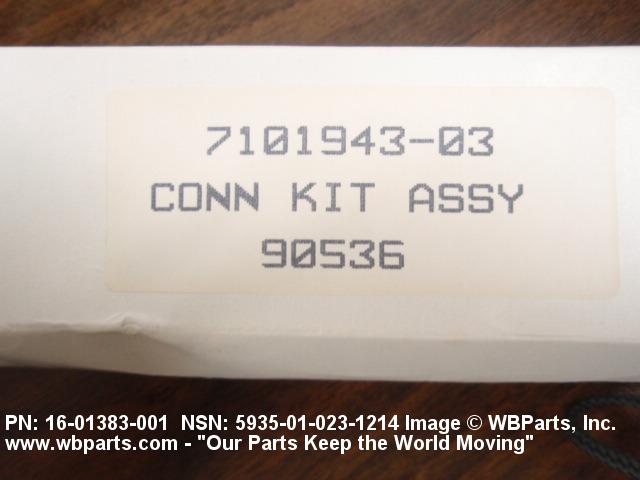 7101943-03
CONN KIT ASSY
90536
PN: 16-01383-001 NSN: 5935-01-023-1214 Image © WBParts, Inc.
www.wbparts.com - "Our Parts Keep the World Moving"